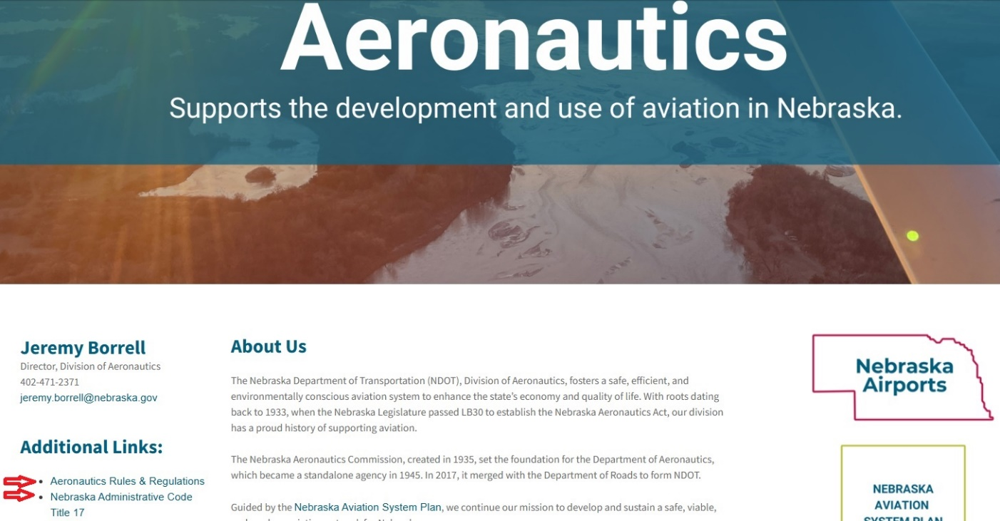 Aeronautics
Supports the development and use of aviation in Nebraska.
Jeremy Borrell
Director, Division of Aeronautics
402-471-2371
jeremy.borrell@nebraska.gov
Additional Links:
Aeronautics Rules & Regulations
Nebraska Administrative Code
Title 17
About Us
The Nebraska Department of Transportation (NDOT), Division of Aeronautics, fosters a safe, efficient, and
environmentally conscious aviation system to enhance the state's economy and quality of life. With roots dating
back to 1933, when the Nebraska Legislature passed LB30 to establish the Nebraska Aeronautics Act, our division
has a proud history of supporting aviation.
The Nebraska Aeronautics Commission, created in 1935, set the foundation for the Department of Aeronautics,
which became a standalone agency in 1945. In 2017, it merged with the Department of Roads to form NDOT.
Guided by the Nebraska Aviation System Plan, we continue our mission to develop and sustain a safe, viable,
Nebraska
Airports
NEBRASKA
AVIATION
SYSTEM PLAN